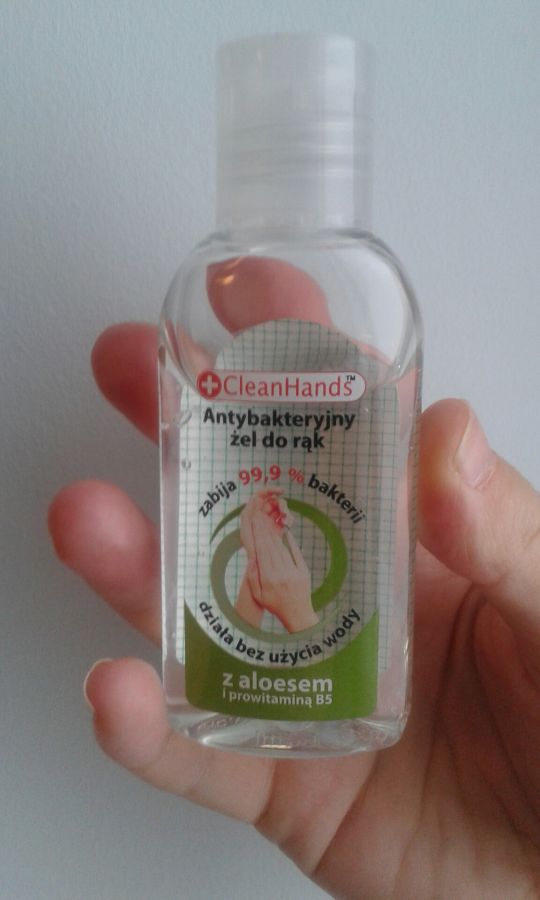 CleanHands™
Antybakteryjny
żel do rąk
zabija 99,9 % bakterii
działa bez użycia wody
z aloesem
i prowitaminą B5